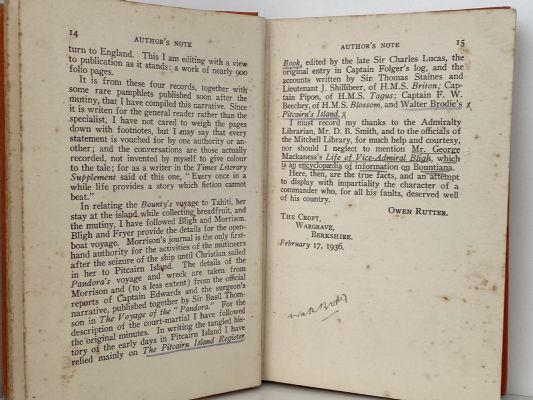 14
AUTHOR'S NOTE
turn to England. This I am editing with a view
to publication as it stands: a work of nearly 900
folio pages.
It is from these four records, together with
some rare pamphlets published soon after the
mutiny, that I have compiled this narrative. Since
it is written for the general reader rather than the
specialist, I have not cared to weigh the pages
down with footnotes, but I may say that every
statement is vouched for by one authority or an-
other; and the conversations are those actually
recorded, not invented by myself to give colour
to the tale; for as a writer in the Times Literary
Supplement said of this one, "Every once in a
while life provides a story which fiction cannot
beat."
In relating the Bounty's voyage to Tahiti, her
stay at the island while collecting breadfruit, and
the mutiny, I have followed Bligh and Morrison.
Bligh and Fryer provide the details for the open-
boat voyage. Morrison's journal is the only first-
hand authority for the activities of the mutineers
after the seizure of the ship until Christian sailed
in her to Pitcairn Island. The details of the
Pandora's voyage and wreck are taken from
Morrison and (to a less extent) from the official
reports of Captain Edwards and the surgeon's
narrative, published together by Sir Basil Thom-
son in The Voyage of the "Pandora." For the
description of the court-martial I have followed
the original minutes. In writing the tangled his-
tory of the early days in Pitcairn Island I have
relied mainly on The Pitcairn Island Register
AUTHOR'S NOTE
15
Book, edited by the late Sir Charles Lucas, the
original entry in Captain Folger's log, and the
accounts written by Sir Thomas Staines and
Lieutenant J. Shillibeer, of H.M.S. Briton; Cap-
tain Pipon, of H.M.S. Tagus; Captain F. W.
Beechey, of H.M.S. Blossom, and Walter Brodie's x
Pitcairn's Island. x
I must record my thanks to the Admiralty
Librarian, Mr. D. B. Smith, and to the officials of
the Mitchell Library, for much help and courtesy,
nor should I neglect to mention Mr. George
Mackaness's Life of Vice-Admiral Bligh, which
is an encyclopædia of information on Bountiana.
Here, then, are the true facts, and an attempt
to display with impartiality the character of a
commander who, for all his faults, deserved well
of his country.
OWEN RUTTER.
THE CROFT,
WARGRAVE,
BERKSHIRE.
February 17, 1936.